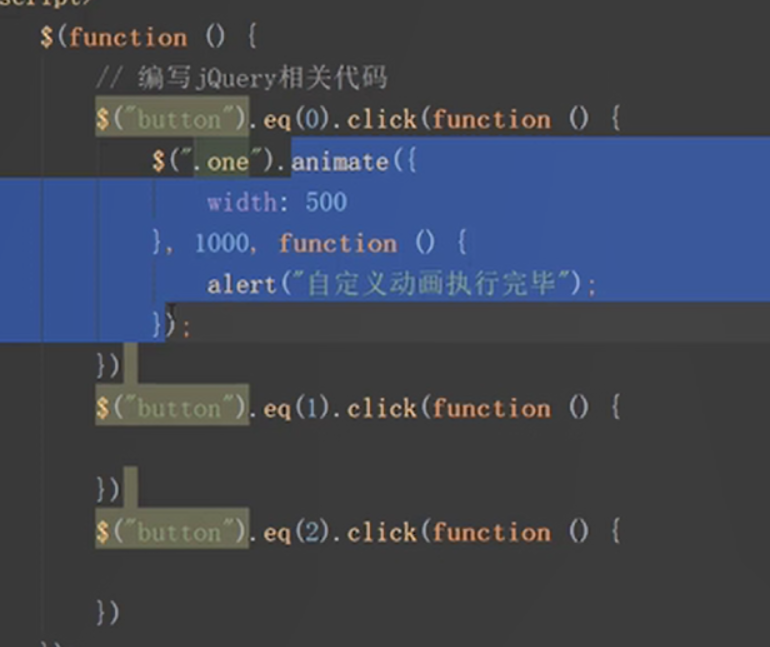 script>
$(function () {
// 编写jQuery相关代码
$("button").eq(0).click(function () {
$(".one").animate({
width: 500
}, 1000, function () {
alert("自定义动画执行完毕");
});
})
$("button").eq(1).click(function () {
})
$("button").eq(2).click(function () {
})
})